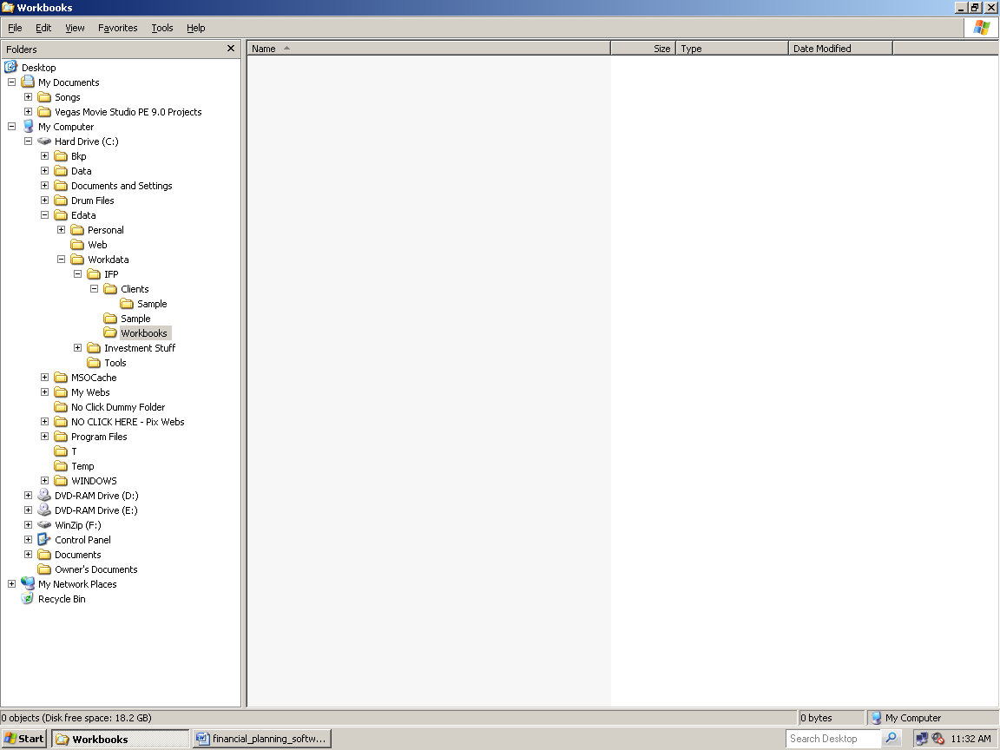 Workbooks
File Edit View Favorites Tools Help
Folders
Name Size Type Date Modified
Desktop
My Documents
Songs
Vegas Movie Studio PE 9.0 Projects
My Computer
Hard Drive (C:)
Bkp
Data
Documents and Settings
Drum Files
Edata
Personal
Web
Workdata
IFP
Clients
Sample
Sample
Workbooks
Investment Stuff
Tools
MSOCache
My Webs
No Click Dummy Folder
NO CLICK HERE - Pix Webs
Program Files
T
Temp
WINDOWS
DVD-RAM Drive (D:)
DVD-RAM Drive (E:)
WinZip (F:)
Control Panel
Documents
Owner's Documents
My Network Places
Recycle Bin
0 objects (Disk free space: 18.2 GB) 0 bytes My Computer
Start Workbooks financial_planning_softw... Search Desktop 11:32 AM